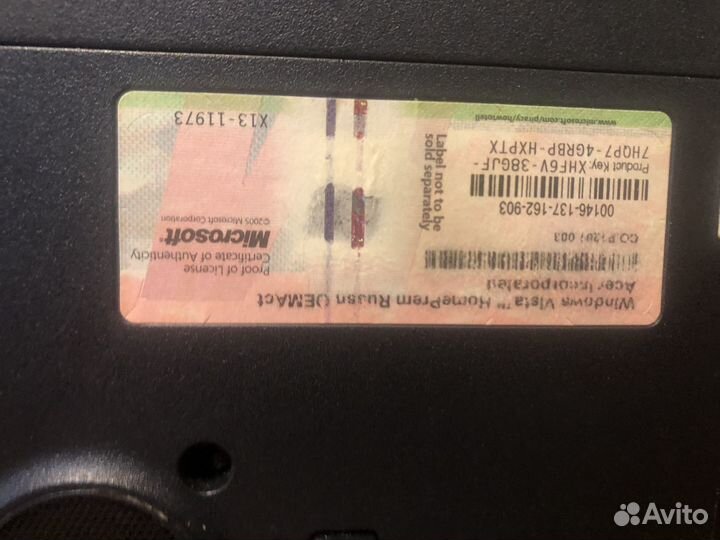 Windows Vista™ HomePrem Russn OEMAct
Acer Incorporated
00146-137-162-903
Product Key: XHF6V-38GJF-
7HQP7-4GRBP-HXPTX
www.microsoft.com/piracy/howtotell
Label not to be
sold separately
Proof of License
Certificate of Authenticity
Microsoft®
©2005 Microsoft Corporation
X13-11973
Avito